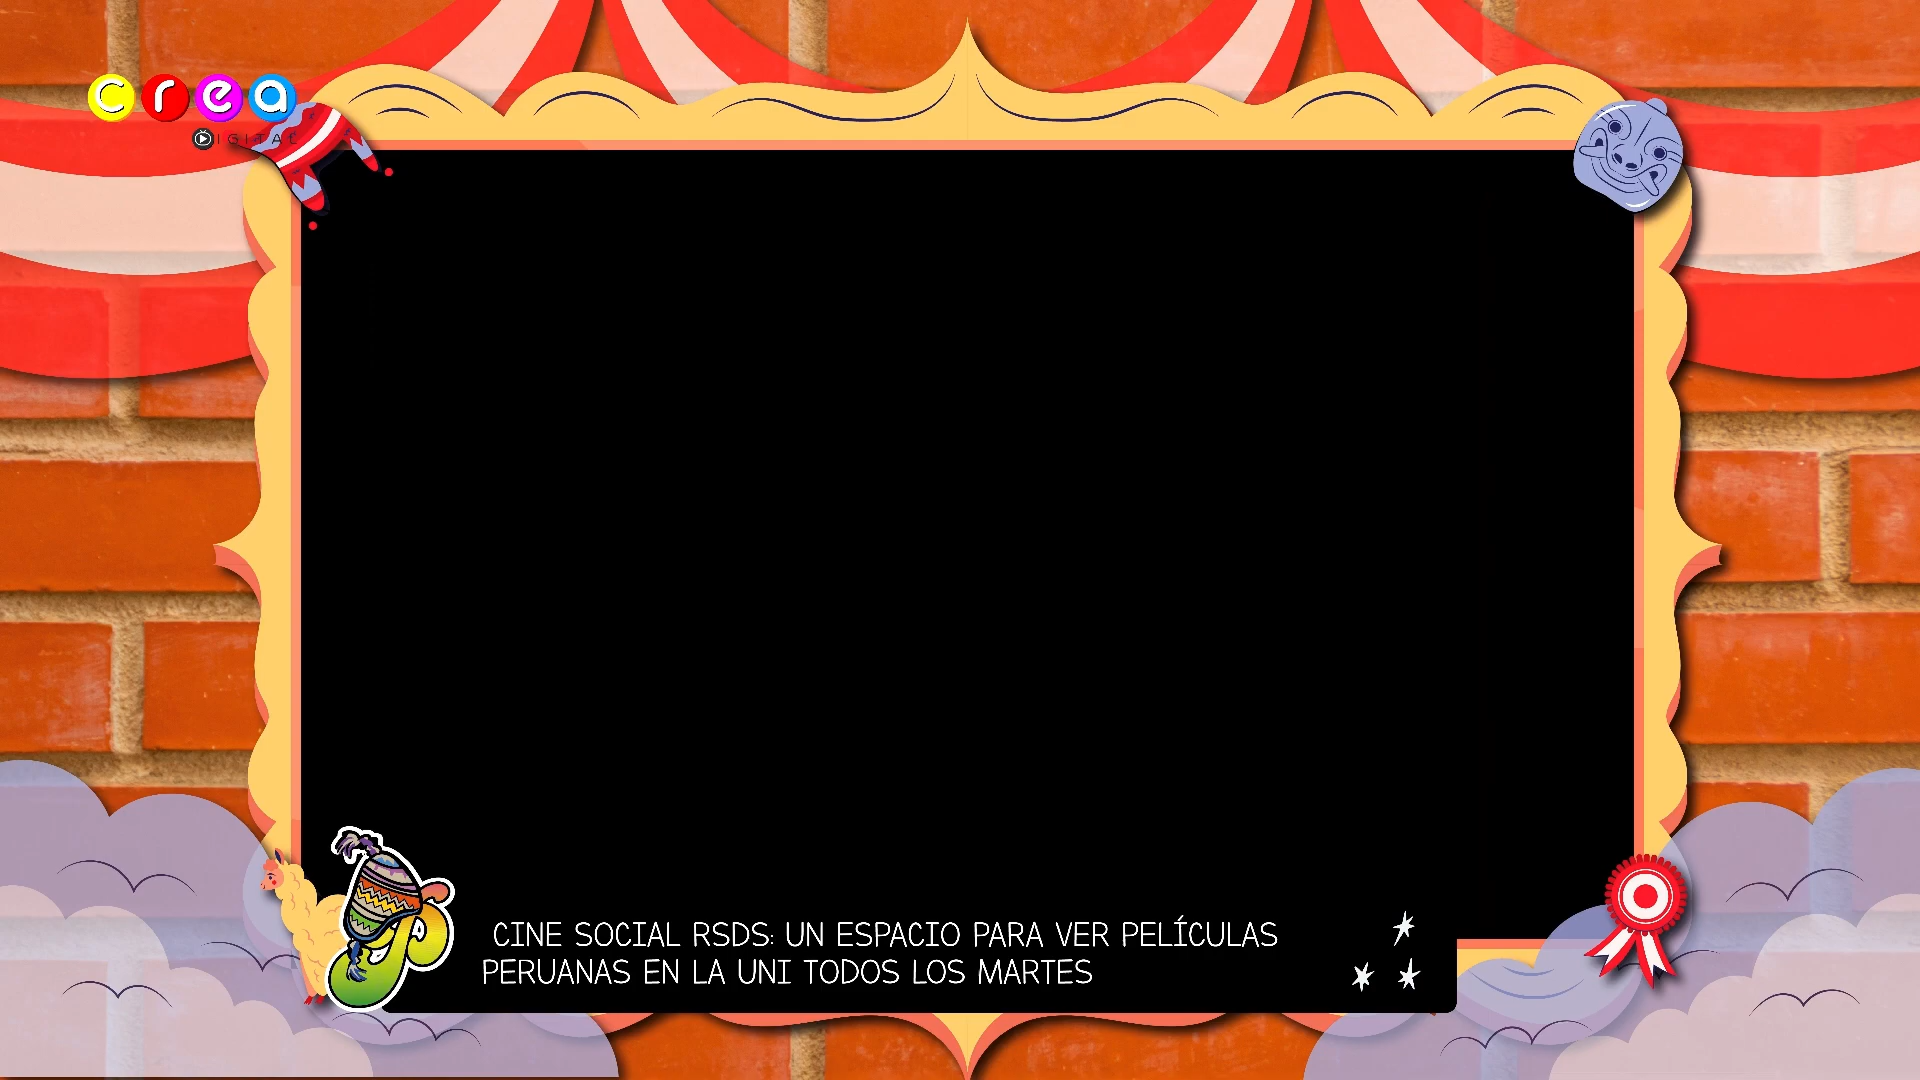 crea
DIGITAL
CINE SOCIAL RSDS: UN ESPACIO PARA VER PELÍCULAS
PERUANAS EN LA UNI TODOS LOS MARTES